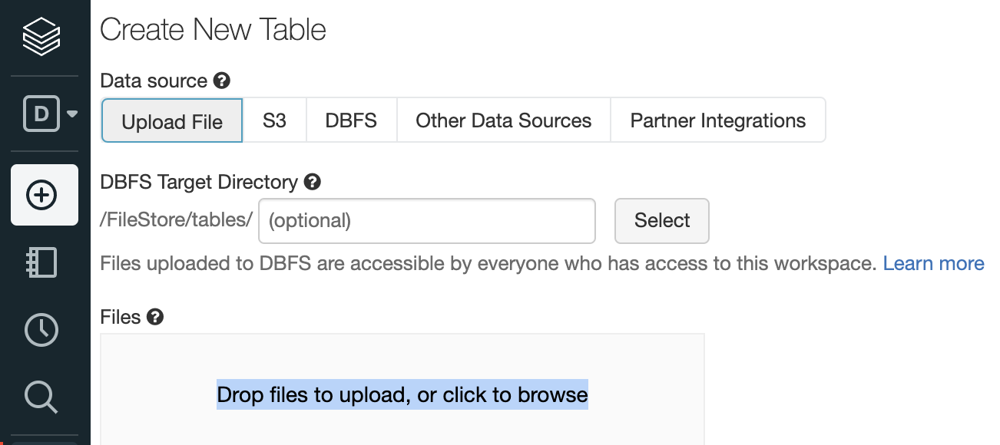 Create New Table
Data source ?
D
Upload File S3 DBFS Other Data Sources Partner Integrations
DBFS Target Directory ?
/FileStore/tables/ (optional) Select
Files uploaded to DBFS are accessible by everyone who has access to this workspace. Learn more
Files ?
Drop files to upload, or click to browse